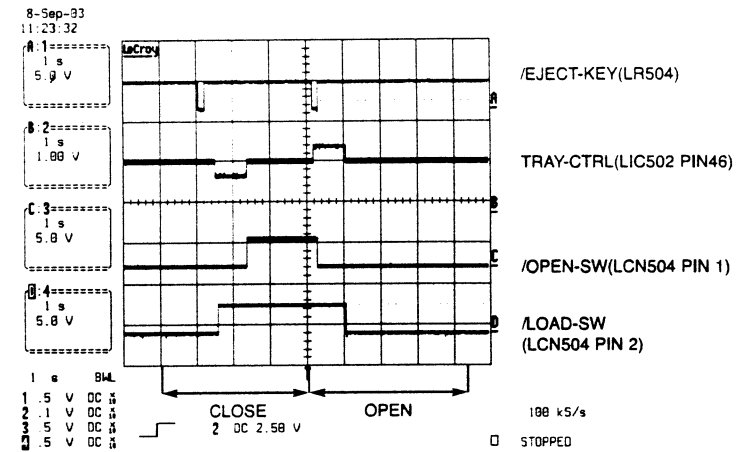 8-Sep-03
11:23:32
A:1
1 s
5.0 V
LeCroy
/EJECT-KEY(LR504)
A
B:2
1 s
1.00 V
TRAY-CTRL(LIC502 PIN46)
B
C:3
1 s
5.0 V
C
/OPEN-SW(LCN504 PIN 1)
D:4
1 s
5.0 V
D
/LOAD-SW
(LCN504 PIN 2)
1 s BWL
1 .5 V DC
2 .1 V DC
3 .5 V DC
4 .5 V DC
CLOSE
OPEN
2 DC 2.50 V
100 kS/s
STOPPED